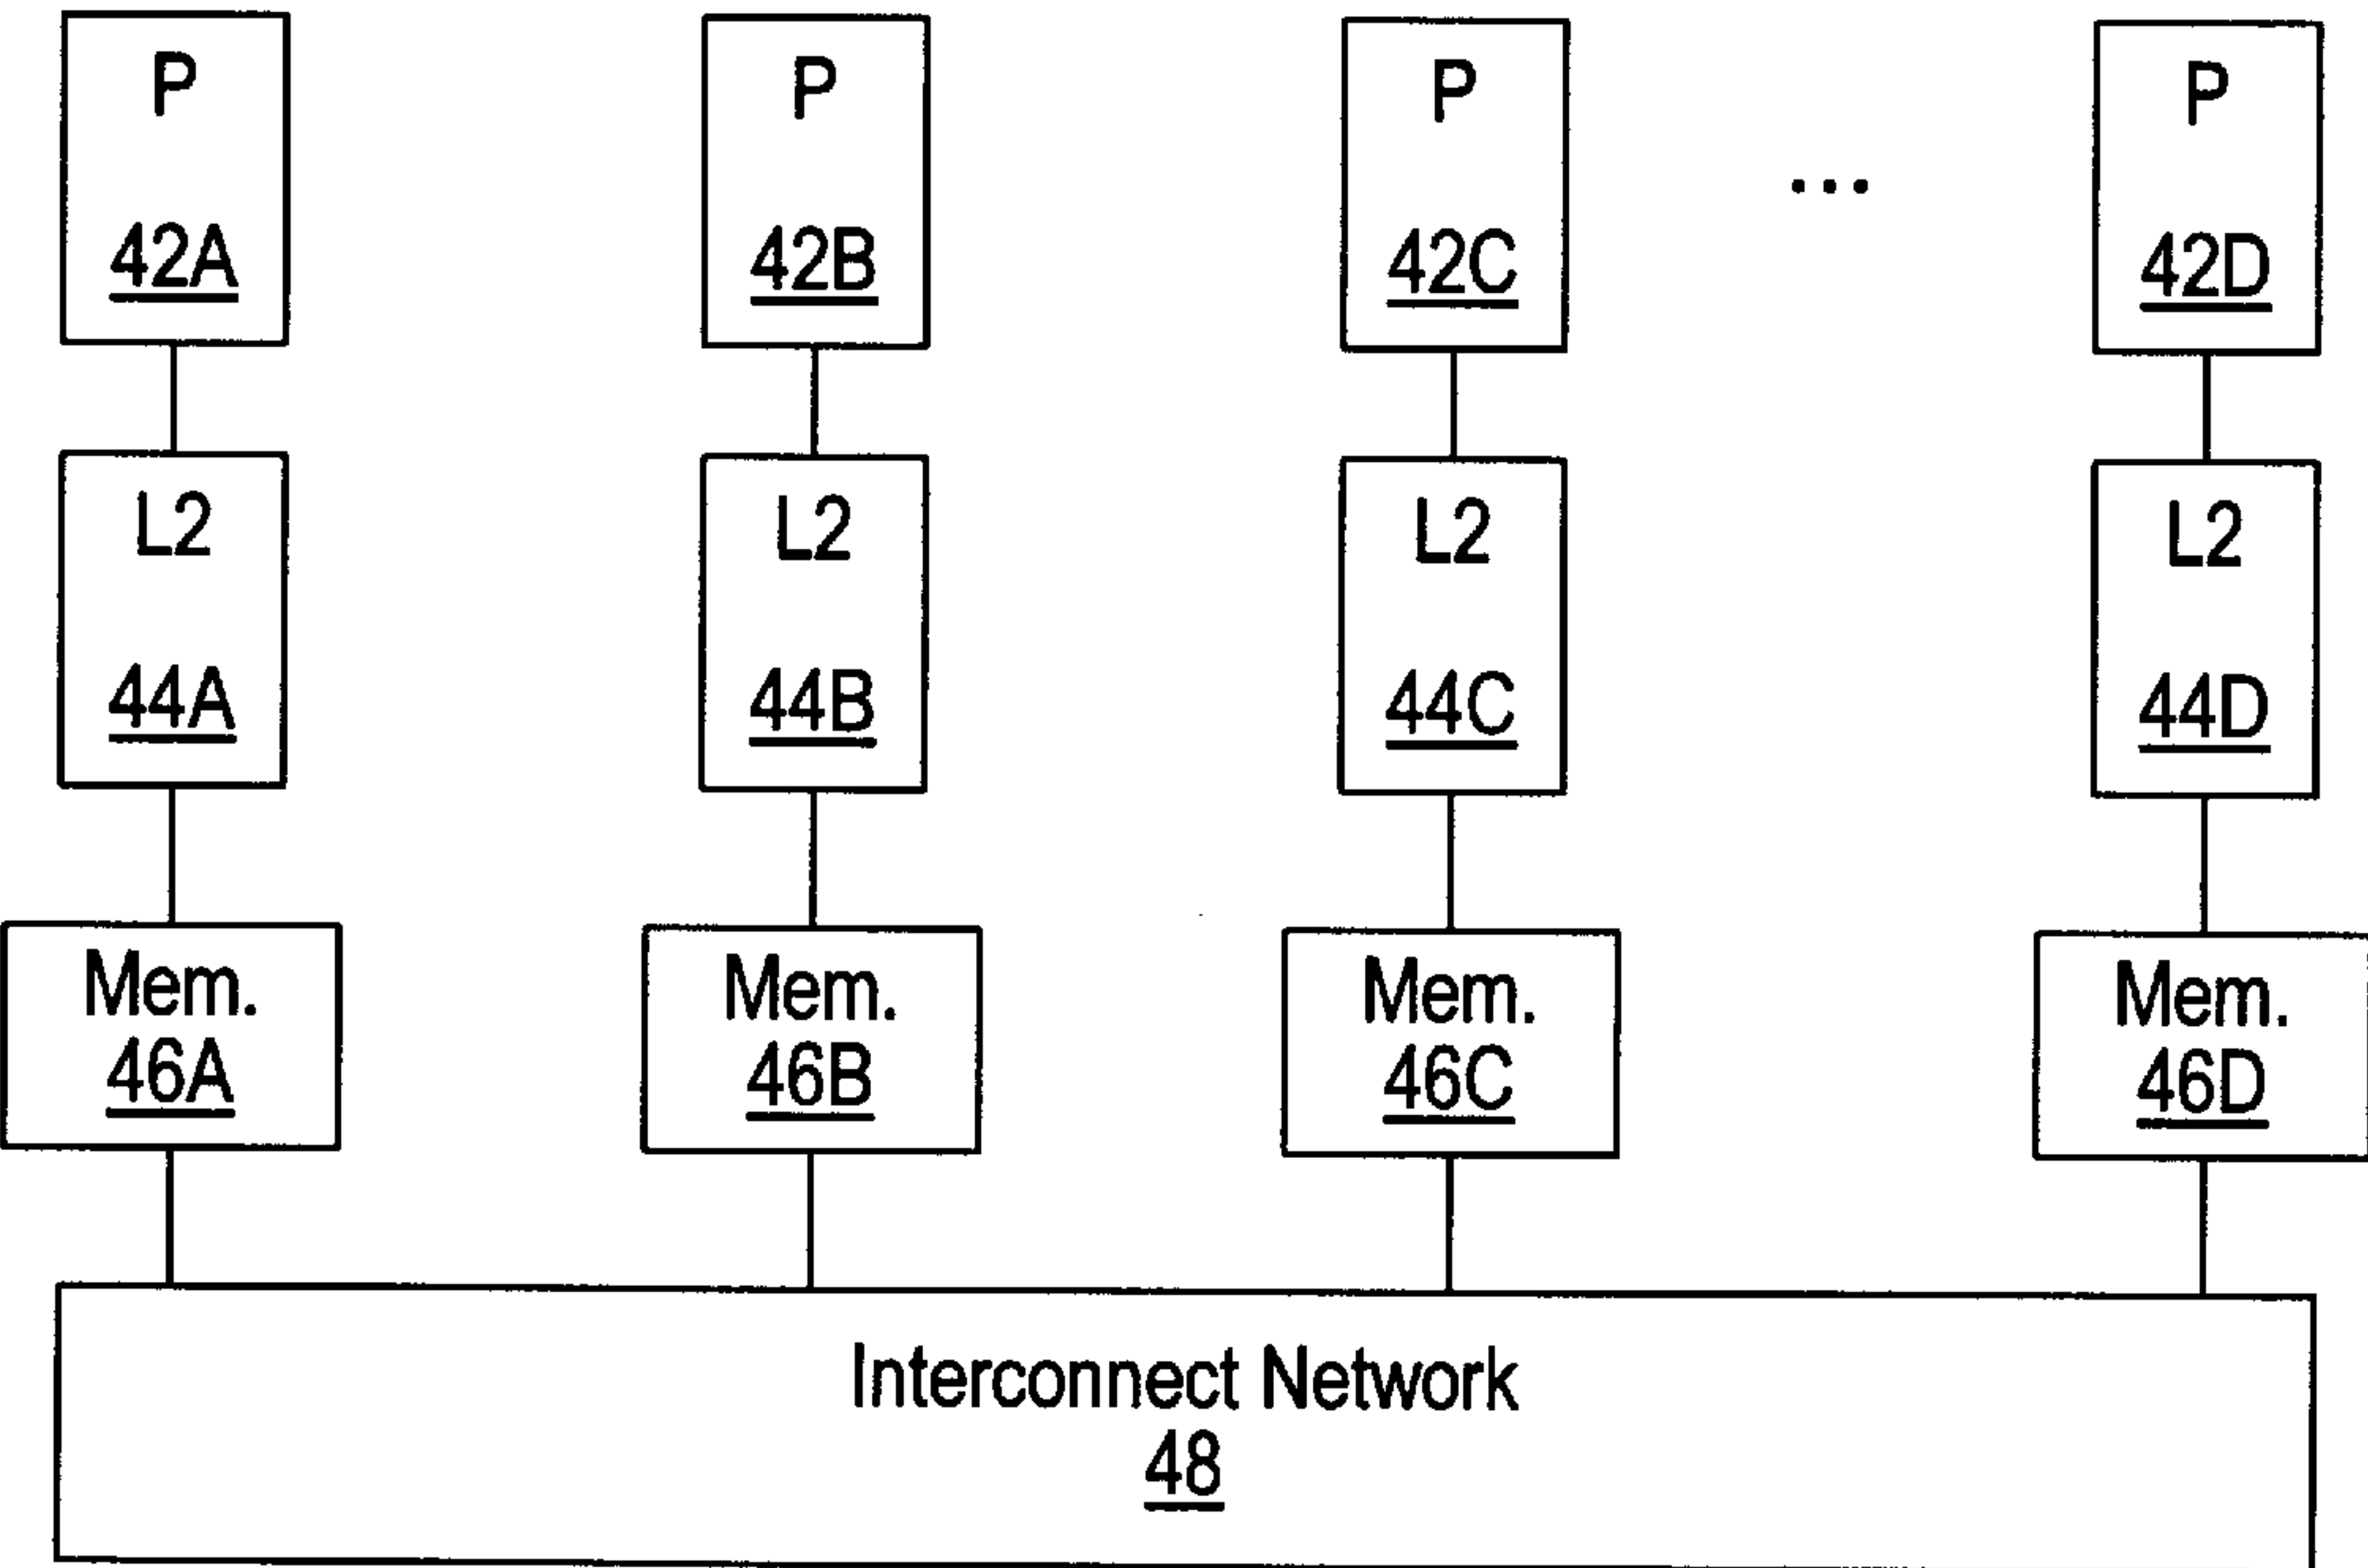 P P P ... P
42A 42B 42C 42D
L2 L2 L2 L2
44A 44B 44C 44D
Mem. Mem. Mem. Mem.
46A 46B 46C 46D
Interconnect Network
48